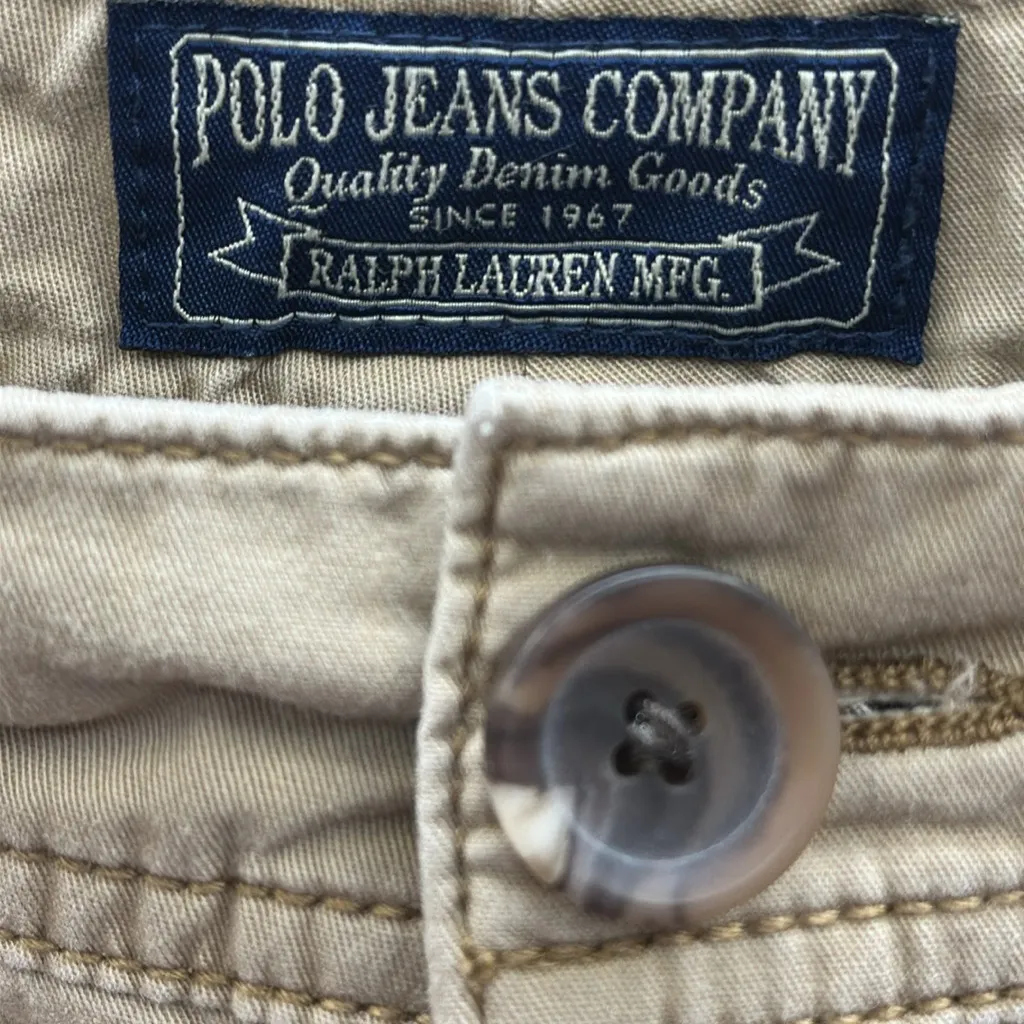 POLO JEANS COMPANY
Quality Denim Goods
SINCE 1967
RALPH LAUREN MFG.